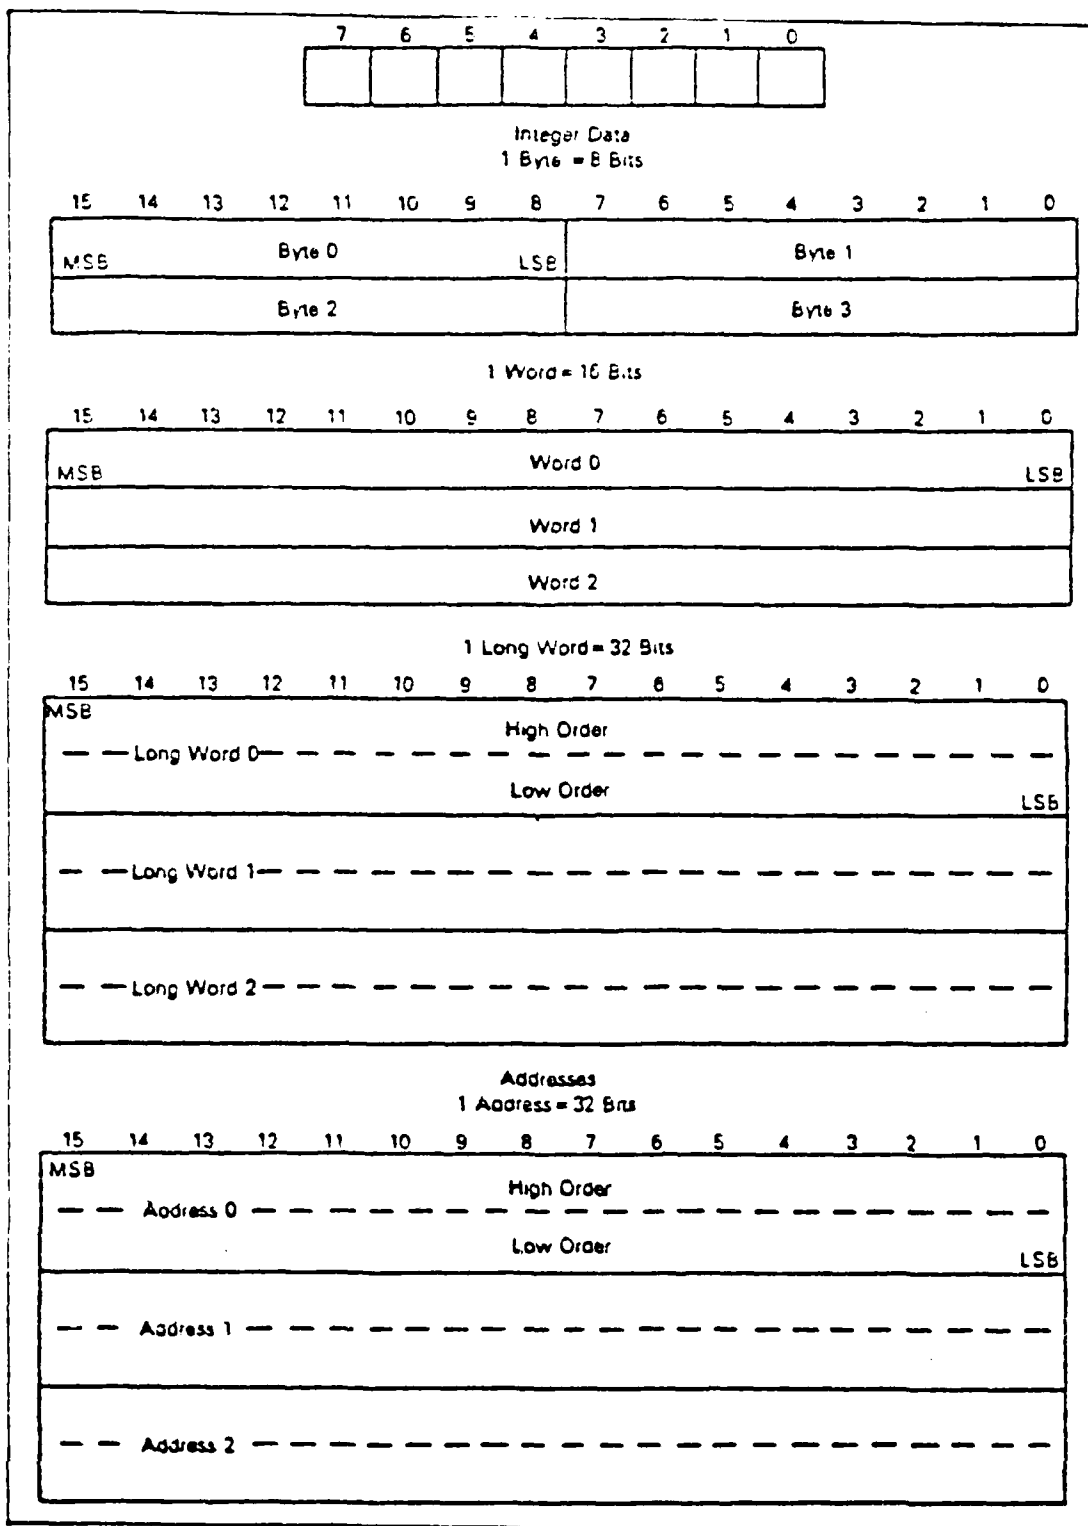 7 6 5 4 3 2 1 0
Integer Data
1 Byte = 8 Bits
15 14 13 12 11 10 9 8 7 6 5 4 3 2 1 0
Byte 0 Byte 1
MSB LSB
Byte 2 Byte 3
1 Word = 16 Bits
15 14 13 12 11 10 9 8 7 6 5 4 3 2 1 0
Word 0
MSB LSB
Word 1
Word 2
1 Long Word = 32 Bits
15 14 13 12 11 10 9 8 7 6 5 4 3 2 1 0
MSB
High Order
Long Word 0
Low Order
LSB
Long Word 1
Long Word 2
Addresses
1 Address = 32 Bits
15 14 13 12 11 10 9 8 7 6 5 4 3 2 1 0
MSB
High Order
Address 0
Low Order
LSB
Address 1
Address 2